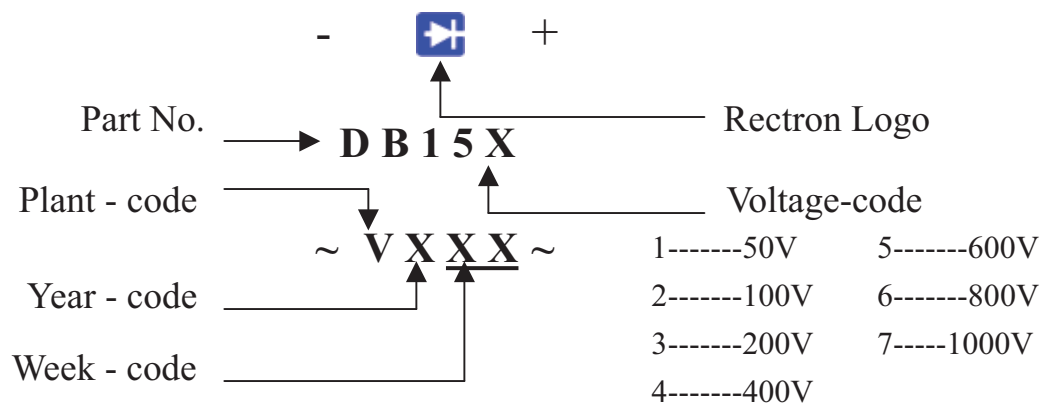 - +
Part No. Rectron Logo
D B 1 5 X
Plant - code Voltage-code
~ V X X X ~ 1-------50V 5-------600V
Year - code 2-------100V 6-------800V
3-------200V 7-----1000V
Week - code
4-------400V